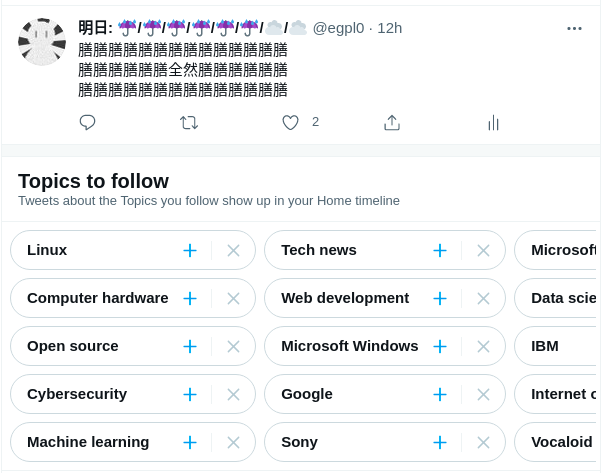 明日: ☔/☔/☔/☔/☔/☔/☁️/☁️ @egpl0 · 12h
膳膳膳膳膳膳膳膳膳膳膳膳膳膳
膳膳膳膳膳膳全然膳膳膳膳膳膳
膳膳膳膳膳膳膳膳膳膳膳膳膳膳
2
Topics to follow
Tweets about the Topics you follow show up in your Home timeline
Linux Tech news Microsoft
Computer hardware Web development Data scie
Open source Microsoft Windows IBM
Cybersecurity Google Internet
Machine learning Sony Vocaloid